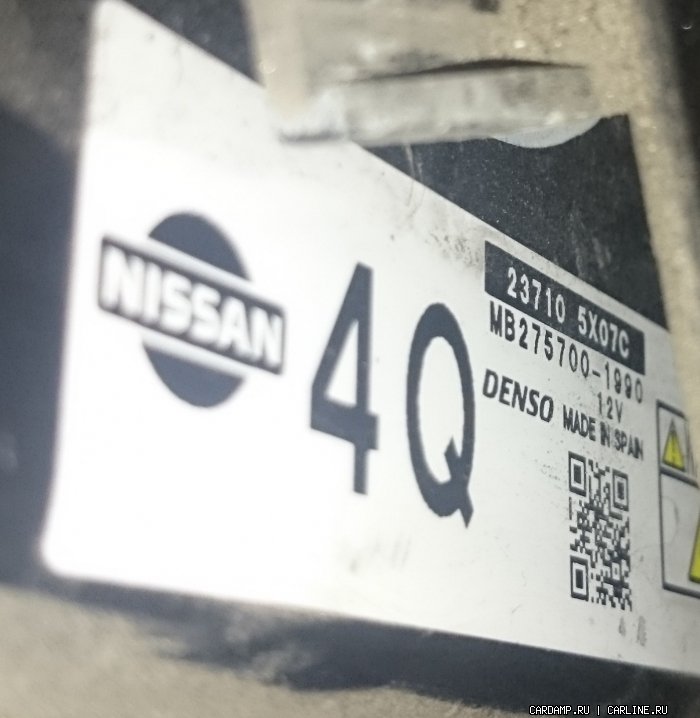 NISSAN
4Q
23710 5X07C
MB275700-1990
12V
DENSO MADE IN SPAIN
CARDAMP.RU | CARLINE.RU